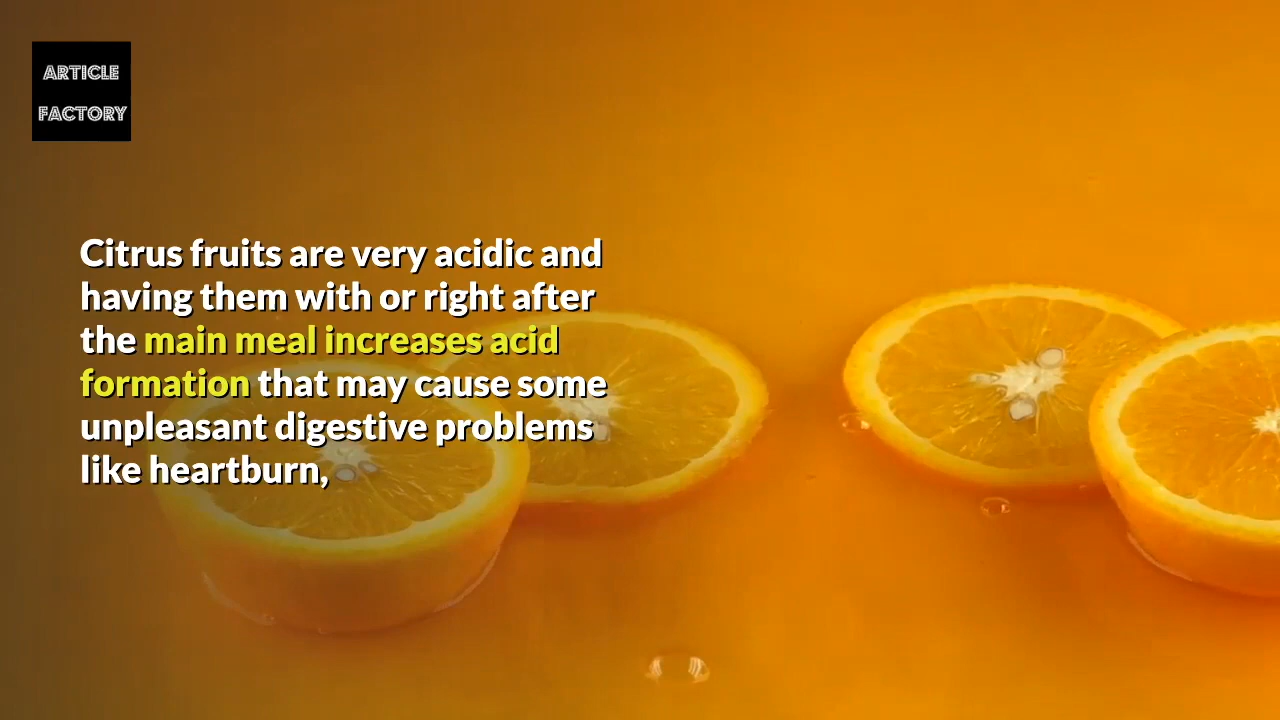 ARTICLE
FACTORY
Citrus fruits are very acidic and
having them with or right after
the main meal increases acid
formation that may cause some
unpleasant digestive problems
like heartburn,